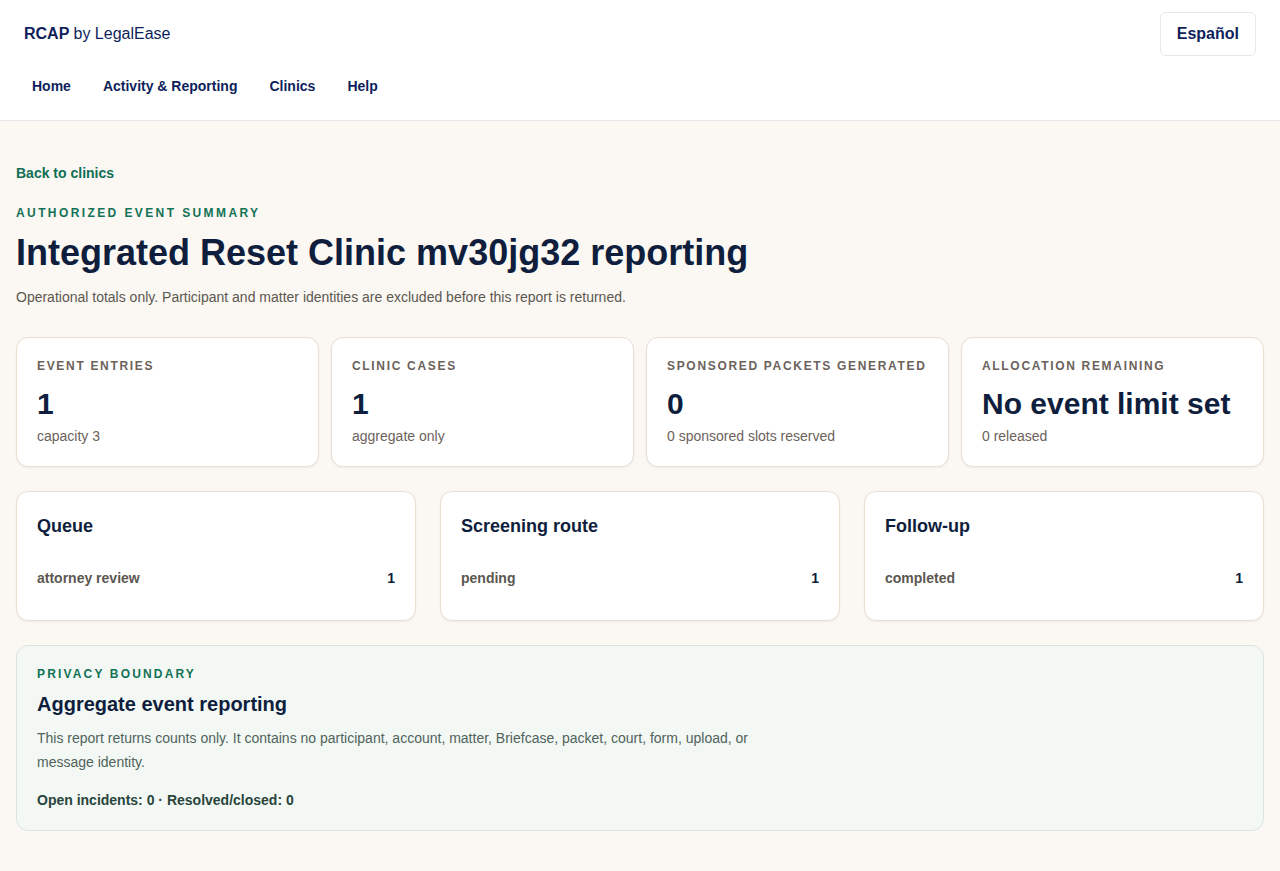 RCAP by LegalEase
Español
Home
Activity & Reporting
Clinics
Help
Back to clinics
AUTHORIZED EVENT SUMMARY
Integrated Reset Clinic mv30jg32 reporting
Operational totals only. Participant and matter identities are excluded before this report is returned.
EVENT ENTRIES
1
capacity 3
CLINIC CASES
1
aggregate only
SPONSORED PACKETS GENERATED
0
0 sponsored slots reserved
ALLOCATION REMAINING
No event limit set
0 released
Queue
attorney review 1
Screening route
pending 1
Follow-up
completed 1
PRIVACY BOUNDARY
Aggregate event reporting
This report returns counts only. It contains no participant, account, matter, Briefcase, packet, court, form, upload, or
message identity.
Open incidents: 0 · Resolved/closed: 0